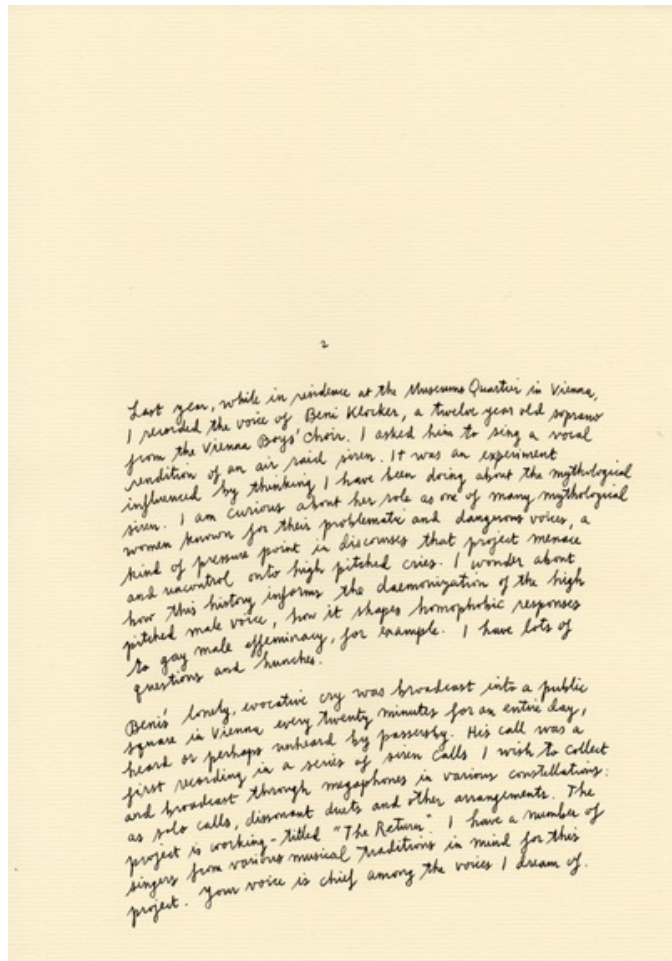 2
Last year, while in residence at the Museums Quartier in Vienna,
I recorded the voice of Beni Klocker, a twelve year old soprano
from the Vienna Boys' Choir. I asked him to sing a vocal
rendition of an air raid siren. It was an experiment
influenced by thinking I have been doing about the mythological
siren. I am curious about her role as one of many mythological
women known for their problematic and dangerous voices, a
kind of pressure point in discourses that project menace
and uncontrol onto high pitched cries. I wonder about
how this history informs the daemonization of the high
pitched male voice, how it shapes homophobic responses
to gay male effeminacy, for example. I have lots of
questions and hunches.
Beni's lonely, evocative cry was broadcast into a public
square in Vienna every twenty minutes for an entire day,
heard or perhaps unheard by passersby. His call was a
first recording in a series of siren calls I wish to collect
and broadcast through megaphones in various constellations:
as solo calls, dissonant duets and other arrangements. The
project is working-titled "The Return". I have a number of
singers from various musical traditions in mind for this
project. Your voice is chief among the voices I dream of.